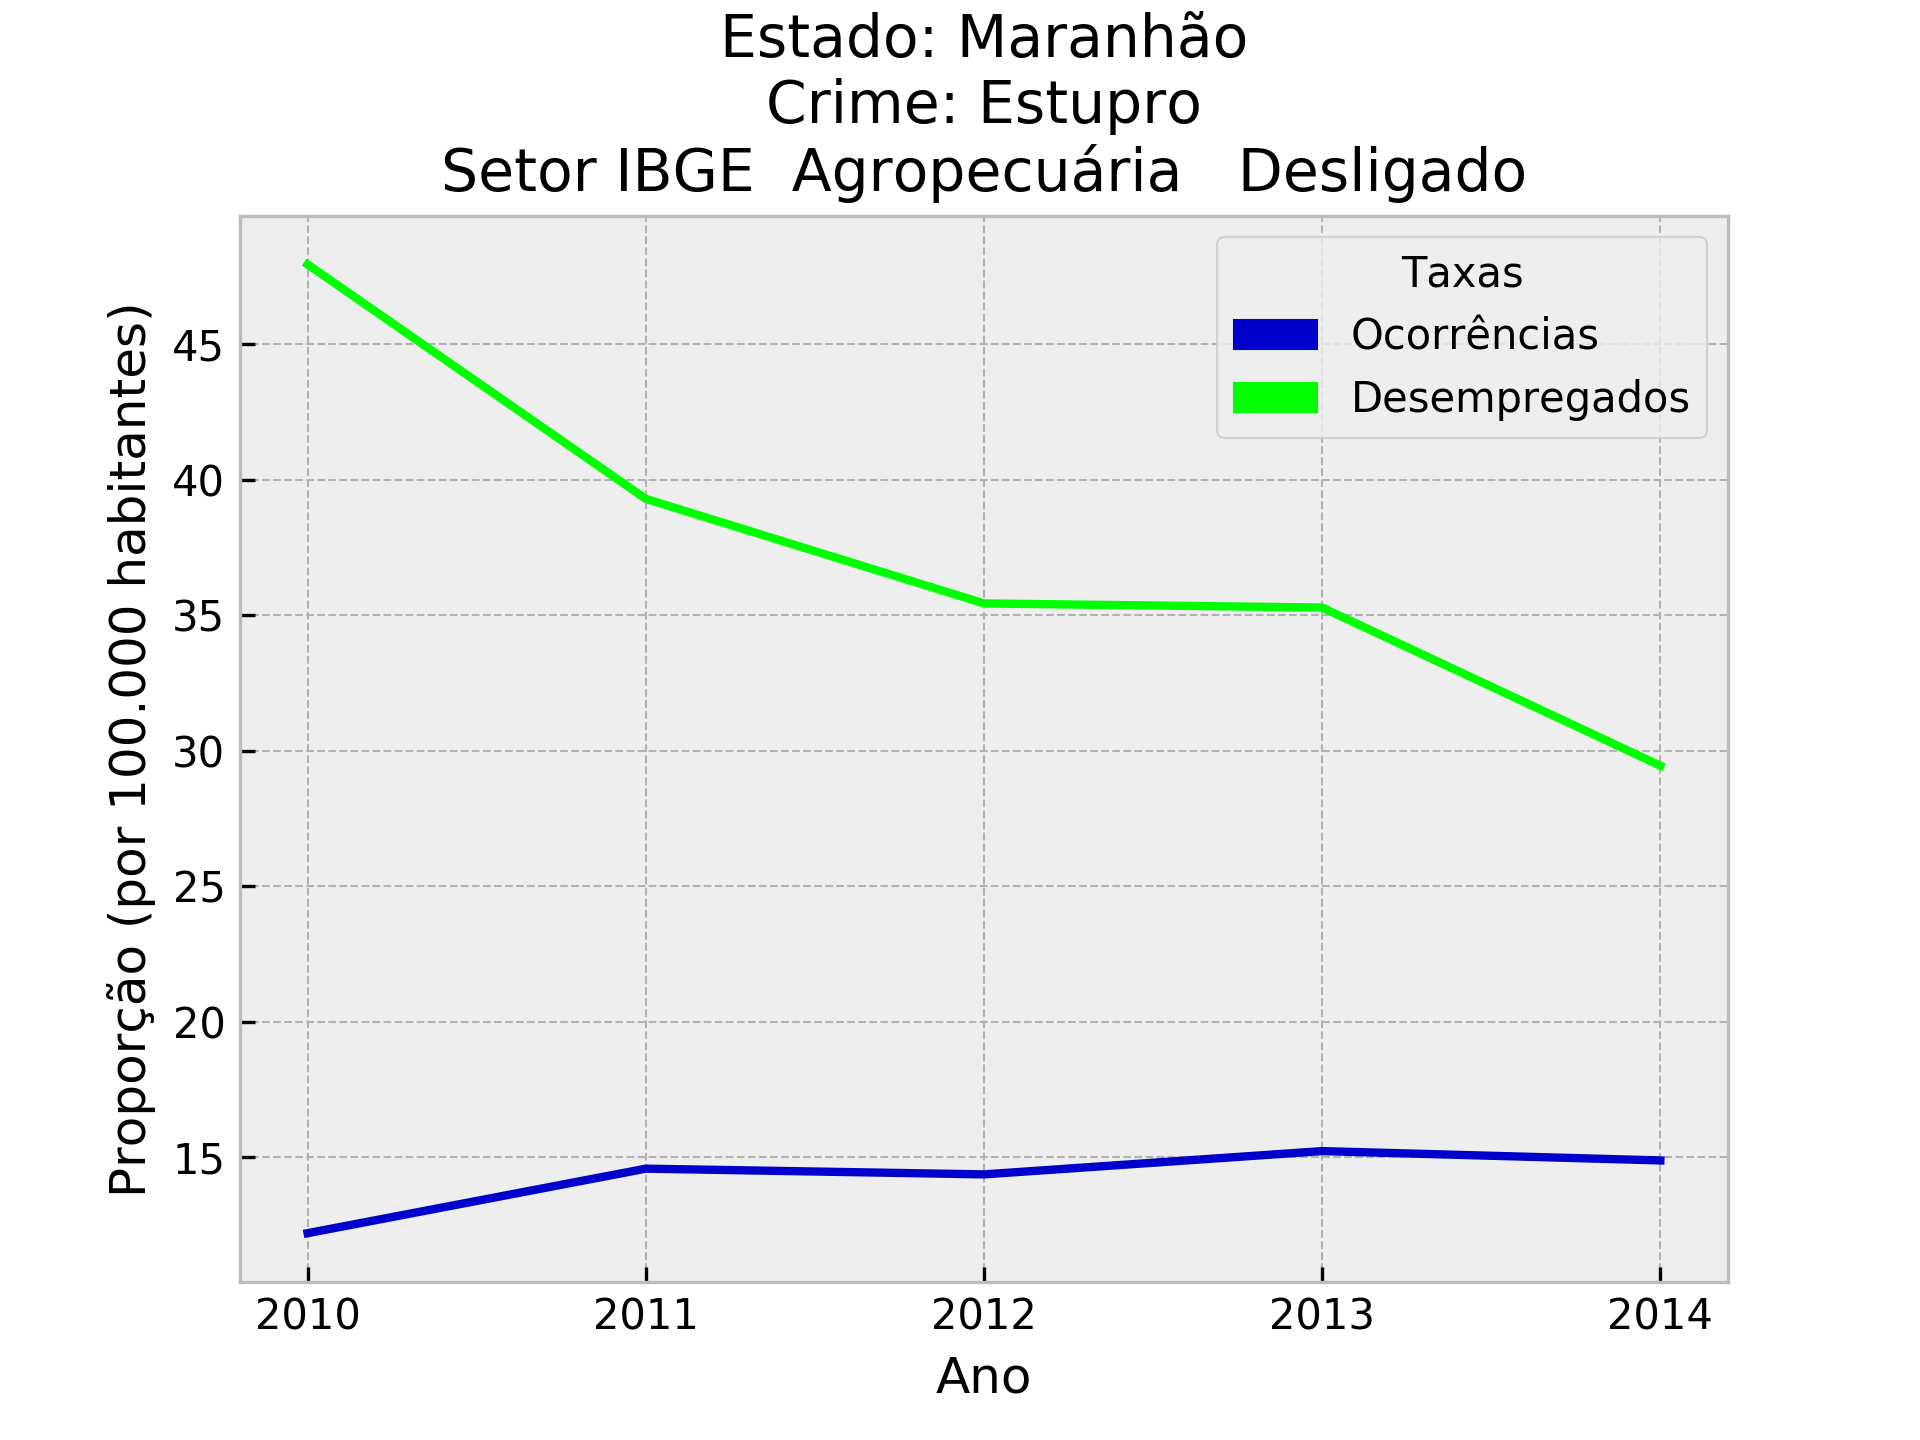 Estado: Maranhão
Crime: Estupro
Setor IBGE  Agropecuária   Desligado
Taxas
Ocorrências
Desempregados
Proporção (por 100.000 habitantes)
45
40
35
30
25
20
15
2010 2011 2012 2013 2014
Ano